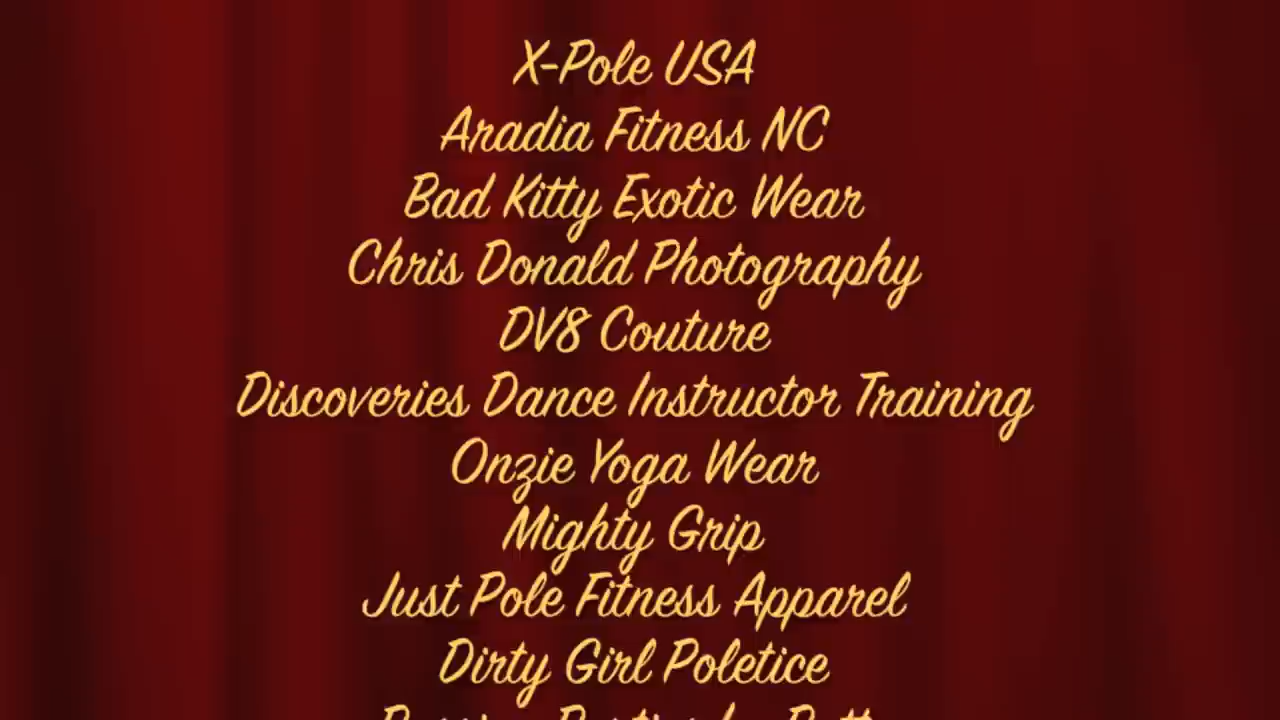 X-Pole USA
Aradia Fitness NC
Bad Kitty Exotic Wear
Chris Donald Photography
DV8 Couture
Discoveries Dance Instructor Training
Onzie Yoga Wear
Mighty Grip
Just Pole Fitness Apparel
Dirty Girl Poletice